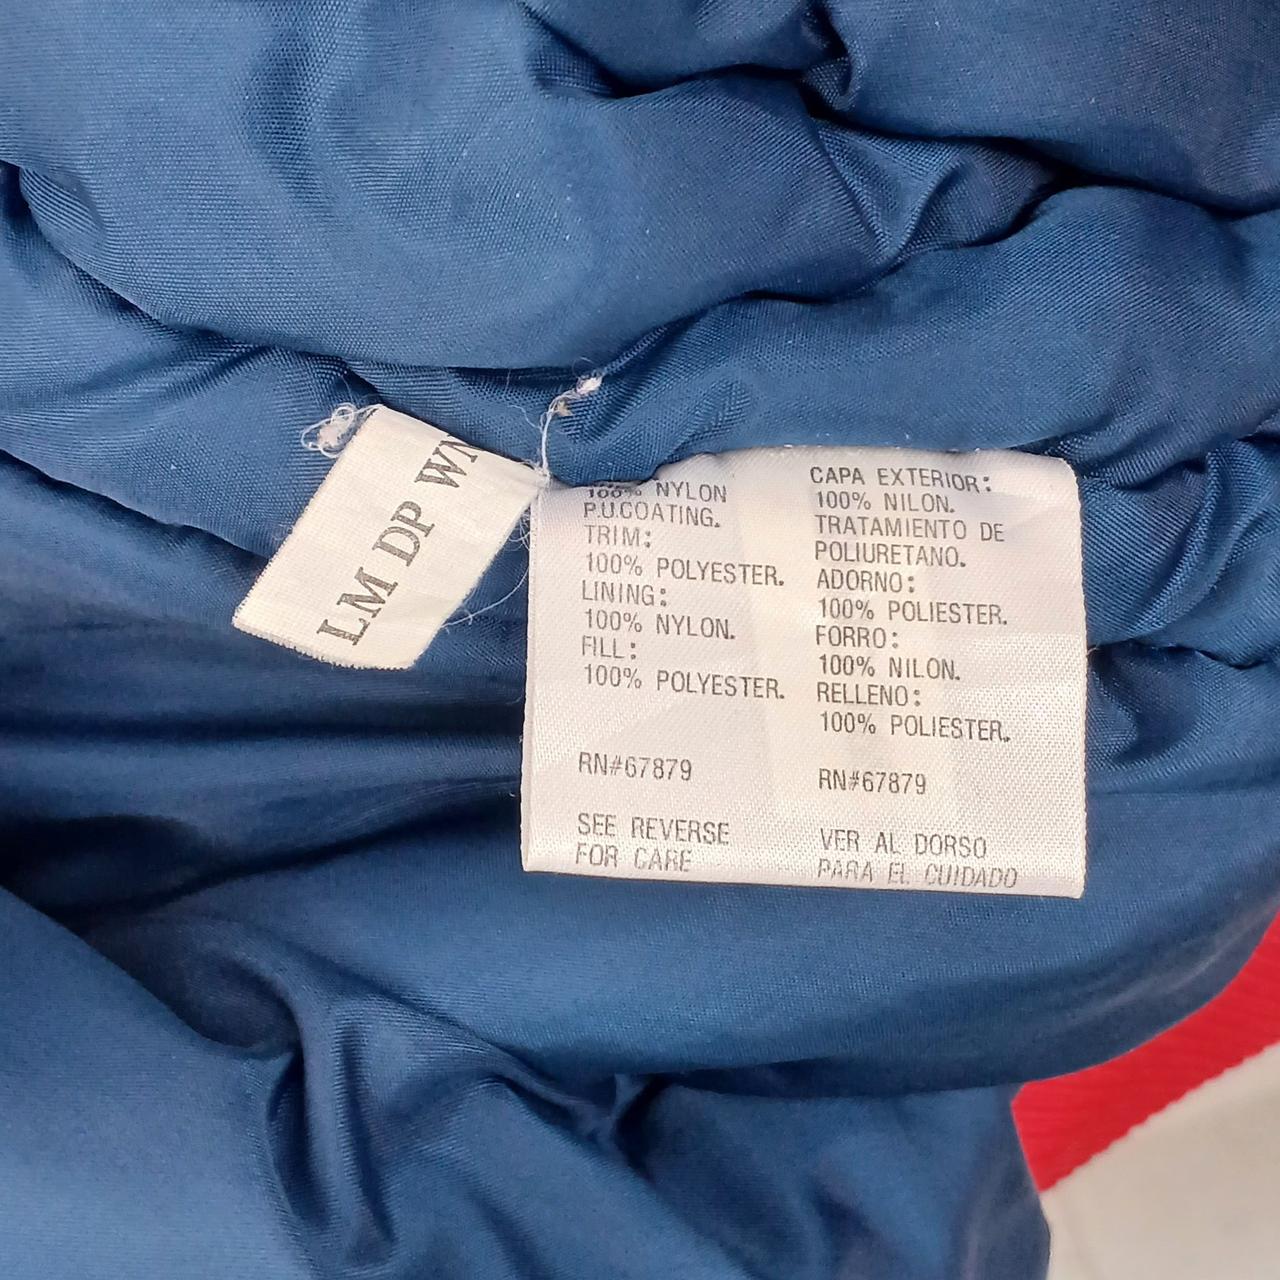 LM DP WN
100% NYLON
P.U.COATING.
TRIM:
100% POLYESTER.
LINING:
100% NYLON.
FILL:
100% POLYESTER.
RN#67879
SEE REVERSE
FOR CARE
CAPA EXTERIOR:
100% NILON.
TRATAMIENTO DE
POLIURETANO.
ADORNO:
100% POLIESTER.
FORRO:
100% NILON.
RELLENO:
100% POLIESTER.
RN#67879
VER AL DORSO
PARA EL CUIDADO